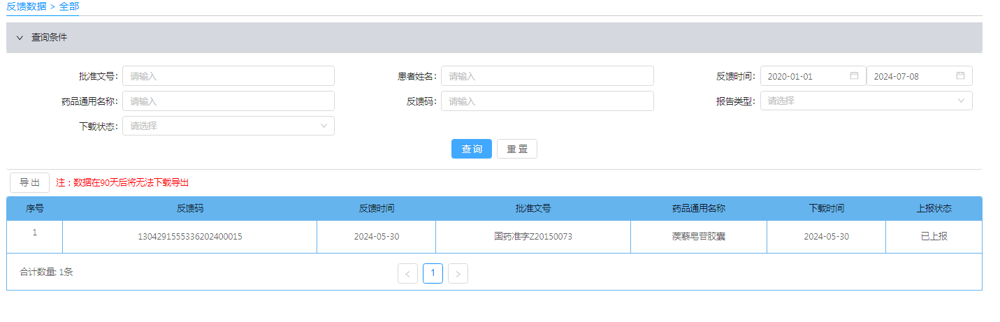 反馈数据 > 全部
查询条件
批准文号: 请输入 患者姓名: 请输入 反馈时间: 2020-01-01 2024-07-08
药品通用名称: 请输入 反馈码: 请输入 报告类型: 请选择
下载状态: 请选择
查询 重置
导出 注：数据在90天后将无法下载导出
序号 反馈码 反馈时间 批准文号 药品通用名称 下载时间 上报状态
1 1304291555336202400015 2024-05-30 国药准字Z20150073 蒺藜皂苷胶囊 2024-05-30 已上报
合计数量: 1条 < 1 >